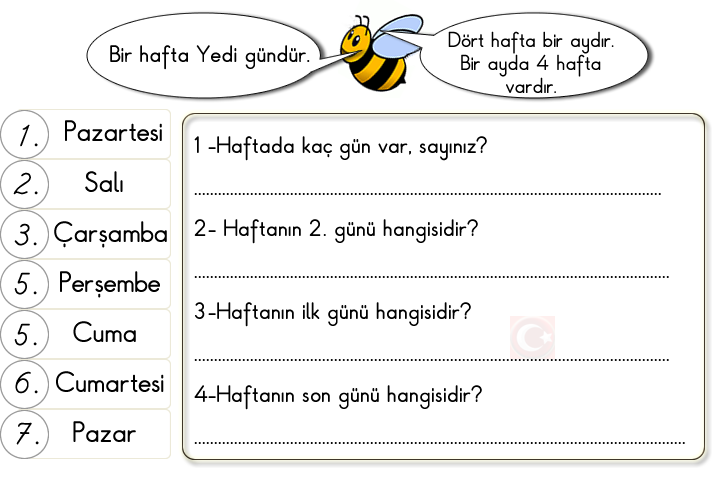 Bir hafta Yedi gündür.
Dört hafta bir aydır.
Bir ayda 4 hafta
vardır.
1. Pazartesi
2. Salı
3. Çarşamba
5. Perşembe
5. Cuma
6. Cumartesi
7. Pazar
1 -Haftada kaç gün var, sayınız?
2- Haftanın 2. günü hangisidir?
3-Haftanın ilk günü hangisidir?
4-Haftanın son günü hangisidir?